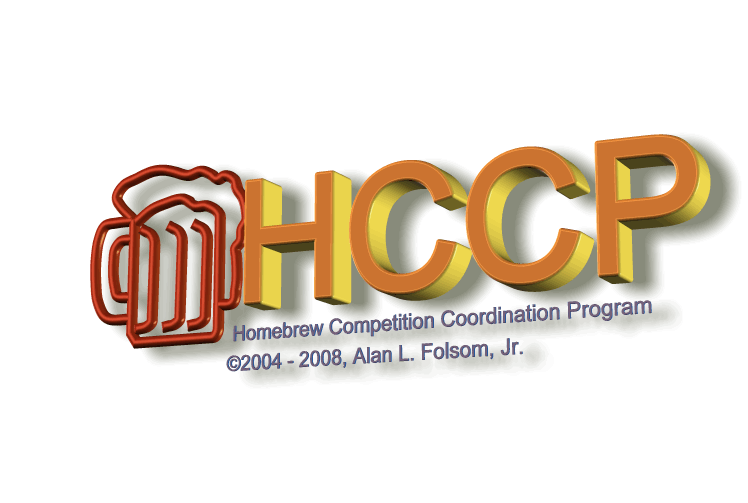 HCCP
Homebrew Competition Coordination Program
©2004 - 2008, Alan L. Folsom, Jr.